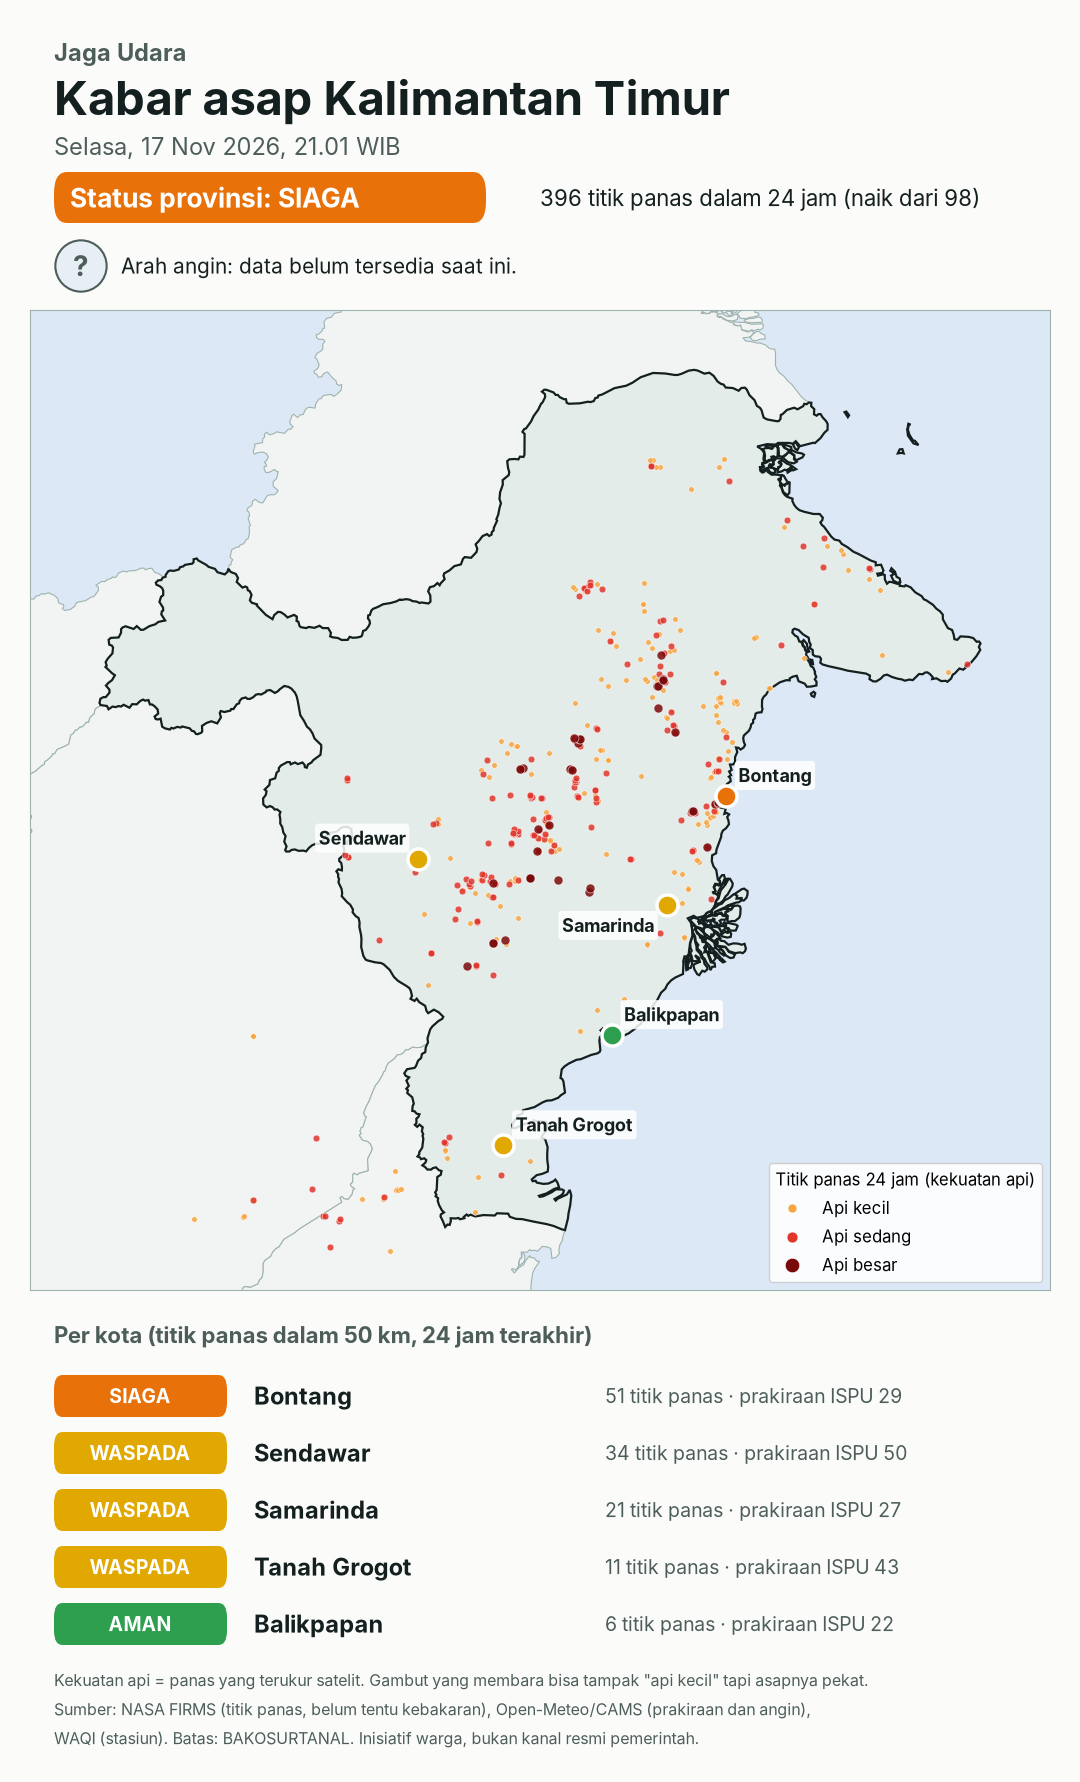 Jaga Udara
Kabar asap Kalimantan Timur
Selasa, 17 Nov 2026, 21.01 WIB
Status provinsi: SIAGA
396 titik panas dalam 24 jam (naik dari 98)
?
Arah angin: data belum tersedia saat ini.
Bontang
Sendawar
Samarinda
Balikpapan
Tanah Grogot
Titik panas 24 jam (kekuatan api)
Api kecil
Api sedang
Api besar
Per kota (titik panas dalam 50 km, 24 jam terakhir)
SIAGA Bontang 51 titik panas · prakiraan ISPU 29
WASPADA Sendawar 34 titik panas · prakiraan ISPU 50
WASPADA Samarinda 21 titik panas · prakiraan ISPU 27
WASPADA Tanah Grogot 11 titik panas · prakiraan ISPU 43
AMAN Balikpapan 6 titik panas · prakiraan ISPU 22
Kekuatan api = panas yang terukur satelit. Gambut yang membara bisa tampak "api kecil" tapi asapnya pekat.
Sumber: NASA FIRMS (titik panas, belum tentu kebakaran), Open-Meteo/CAMS (prakiraan dan angin),
WAQI (stasiun). Batas: BAKOSURTANAL. Inisiatif warga, bukan kanal resmi pemerintah.